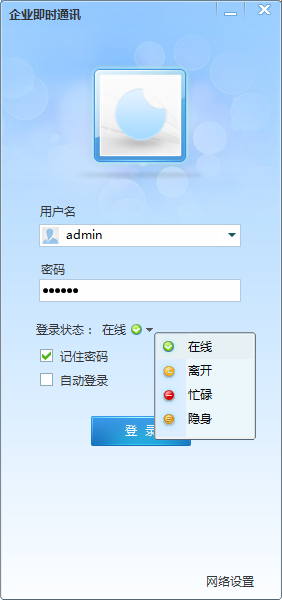 企业即时通讯
用户名
admin
密码
●●●●●●
登录状态： 在线
在线
离开
忙碌
隐身
记住密码
自动登录
登 录
网络设置